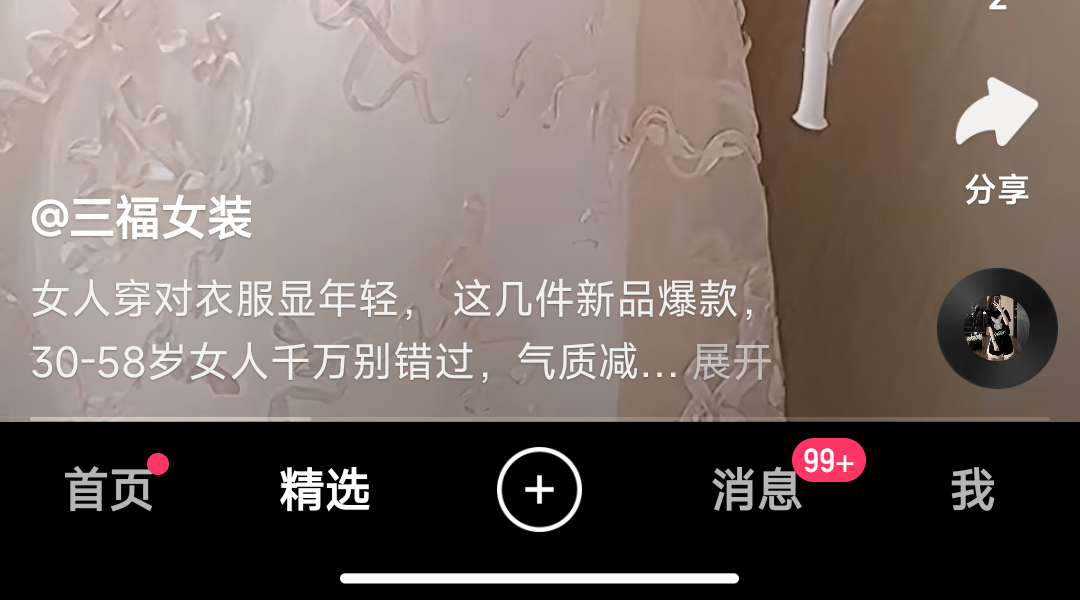 2
分享
@三福女装
女人穿对衣服显年轻， 这几件新品爆款，
30-58岁女人千万别错过，气质减... 展开
首页
精选
消息
99+
我